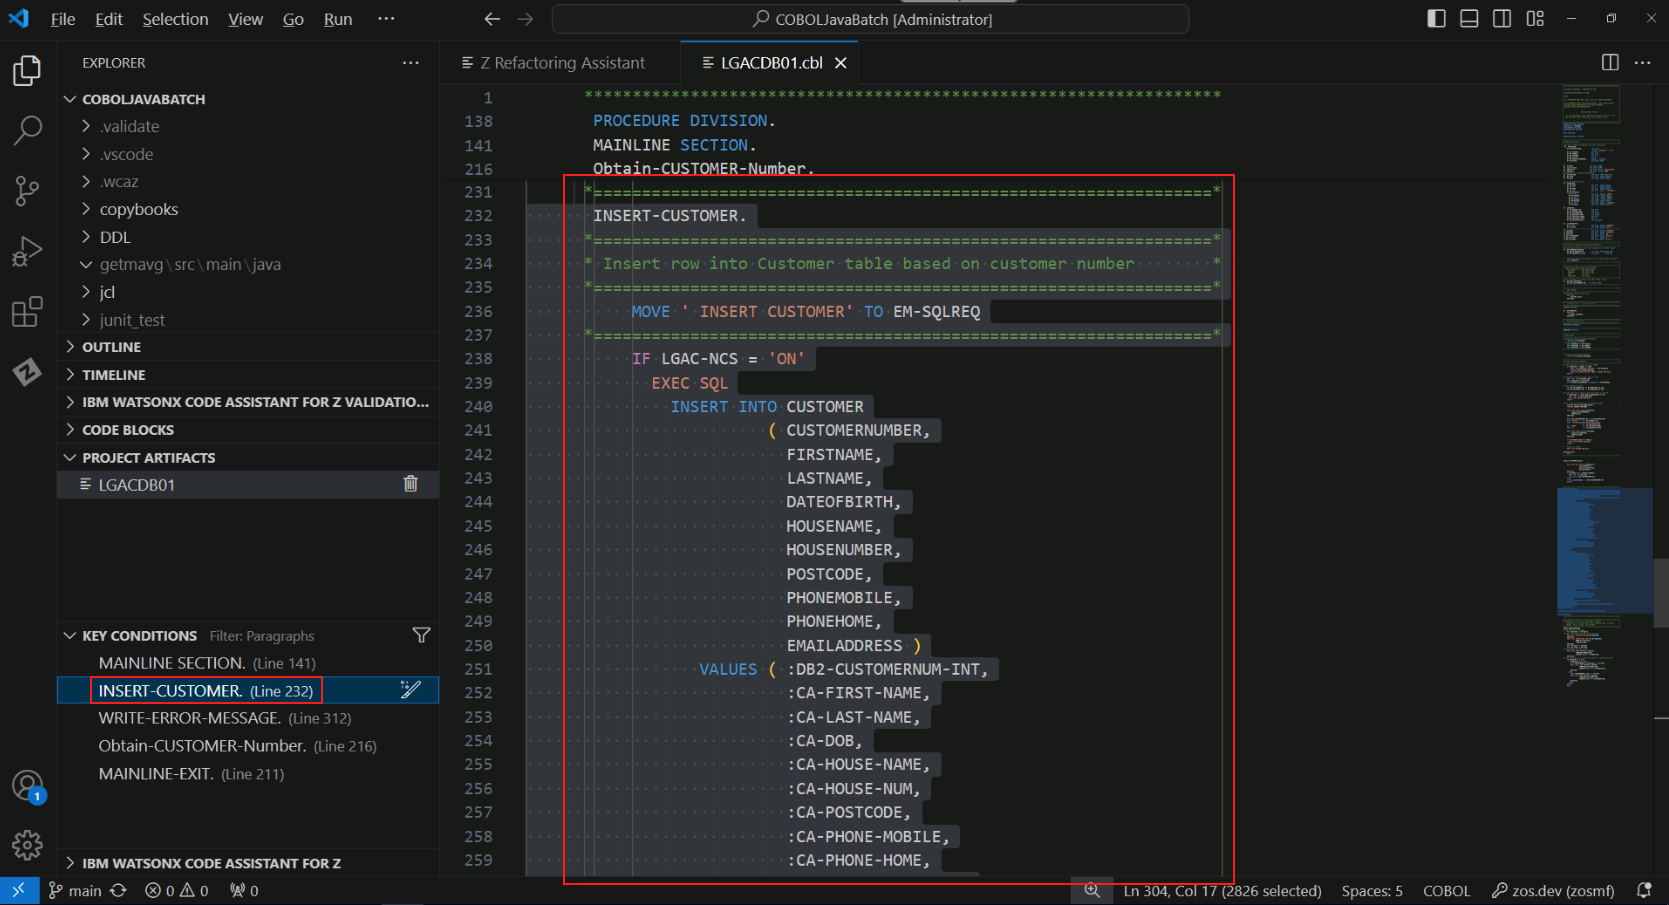 File Edit Selection View Go Run ··· COBOLJavaBatch [Administrator]
EXPLORER ···
Z Refactoring Assistant LGACDB01.cbl
COBOLJAVABATCH
.validate
.vscode
.wcaz
copybooks
DDL
getmavg\src\main\java
jcl
junit_test
OUTLINE
TIMELINE
IBM WATSONX CODE ASSISTANT FOR Z VALIDATIO...
CODE BLOCKS
PROJECT ARTIFACTS
LGACDB01
KEY CONDITIONS Filter: Paragraphs
MAINLINE SECTION. (Line 141)
INSERT-CUSTOMER. (Line 232)
WRITE-ERROR-MESSAGE. (Line 312)
Obtain-CUSTOMER-Number. (Line 216)
MAINLINE-EXIT. (Line 211)
IBM WATSONX CODE ASSISTANT FOR Z
1
1 ******************************************************************
138 PROCEDURE DIVISION.
141 MAINLINE SECTION.
216 Obtain-CUSTOMER-Number.
231 *================================================================*
232 INSERT-CUSTOMER.
233 *================================================================*
234 * Insert row into Customer table based on customer number *
235 *================================================================*
236 MOVE ' INSERT CUSTOMER' TO EM-SQLREQ
237 *================================================================*
238 IF LGAC-NCS = 'ON'
239 EXEC SQL
240 INSERT INTO CUSTOMER
241 ( CUSTOMERNUMBER,
242 FIRSTNAME,
243 LASTNAME,
244 DATEOFBIRTH,
245 HOUSENAME,
246 HOUSENUMBER,
247 POSTCODE,
248 PHONEMOBILE,
249 PHONEHOME,
250 EMAILADDRESS )
251 VALUES ( :DB2-CUSTOMERNUM-INT,
252 :CA-FIRST-NAME,
253 :CA-LAST-NAME,
254 :CA-DOB,
255 :CA-HOUSE-NAME,
256 :CA-HOUSE-NUM,
257 :CA-POSTCODE,
258 :CA-PHONE-MOBILE,
259 :CA-PHONE-HOME,
main 0 0 0 Ln 304, Col 17 (2826 selected) Spaces: 5 COBOL zos.dev (zosmf)